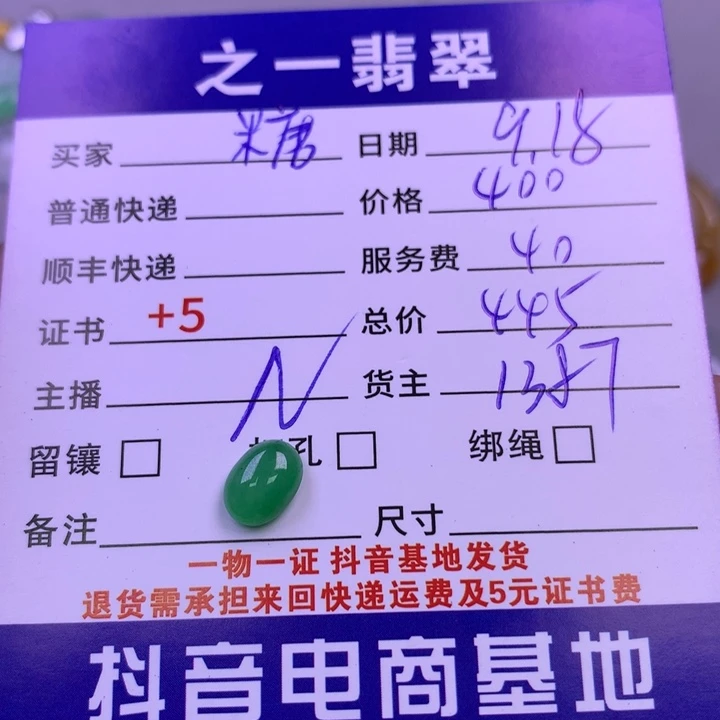 之一翡翠
买家 糖 日期 9.18
普通快递 价格 400
顺丰快递 服务费 40
证书 +5 总价 445
主播 N 货主
留镶 孔 绑绳
备注 尺寸
一物一证 抖音基地发货
退货需承担来回快递运费及5元证书费
抖音电商基地